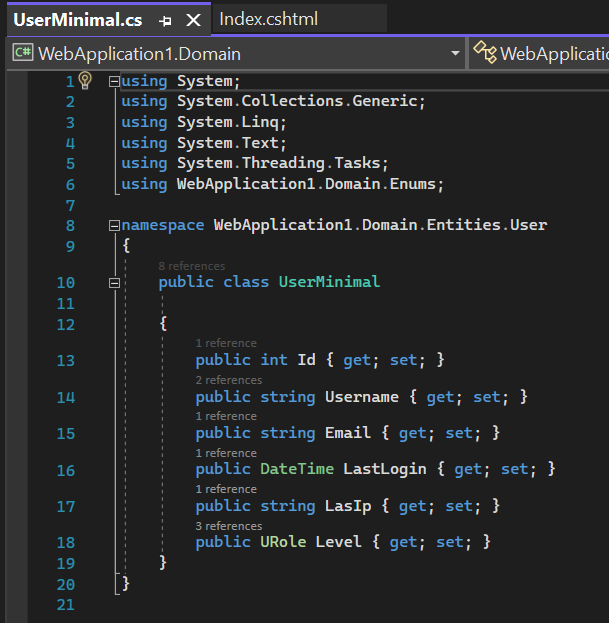 UserMinimal.cs Index.cshtml
C# WebApplication1.Domain WebApplicatio
1 using System;
2 using System.Collections.Generic;
3 using System.Linq;
4 using System.Text;
5 using System.Threading.Tasks;
6 using WebApplication1.Domain.Enums;
7
8 namespace WebApplication1.Domain.Entities.User
9 {
8 references
10 public class UserMinimal
11
12 {
1 reference
13 public int Id { get; set; }
2 references
14 public string Username { get; set; }
1 reference
15 public string Email { get; set; }
1 reference
16 public DateTime LastLogin { get; set; }
1 reference
17 public string LasIp { get; set; }
3 references
18 public URole Level { get; set; }
19 }
20 }
21